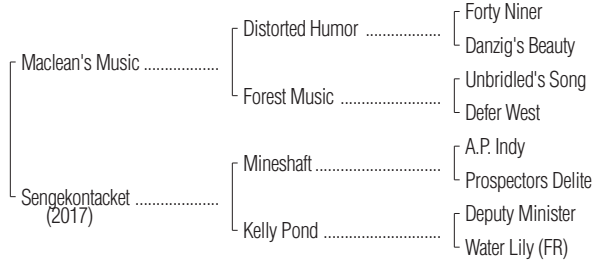 Forty Niner
Distorted Humor ..................
Danzig's Beauty
Maclean's Music ..................
Unbridled's Song
Forest Music ........................
Defer West
A.P. Indy
Mineshaft ..............................
Prospectors Delite
Sengekontacket ....................
(2017)
Deputy Minister
Kelly Pond ............................
Water Lily (FR)